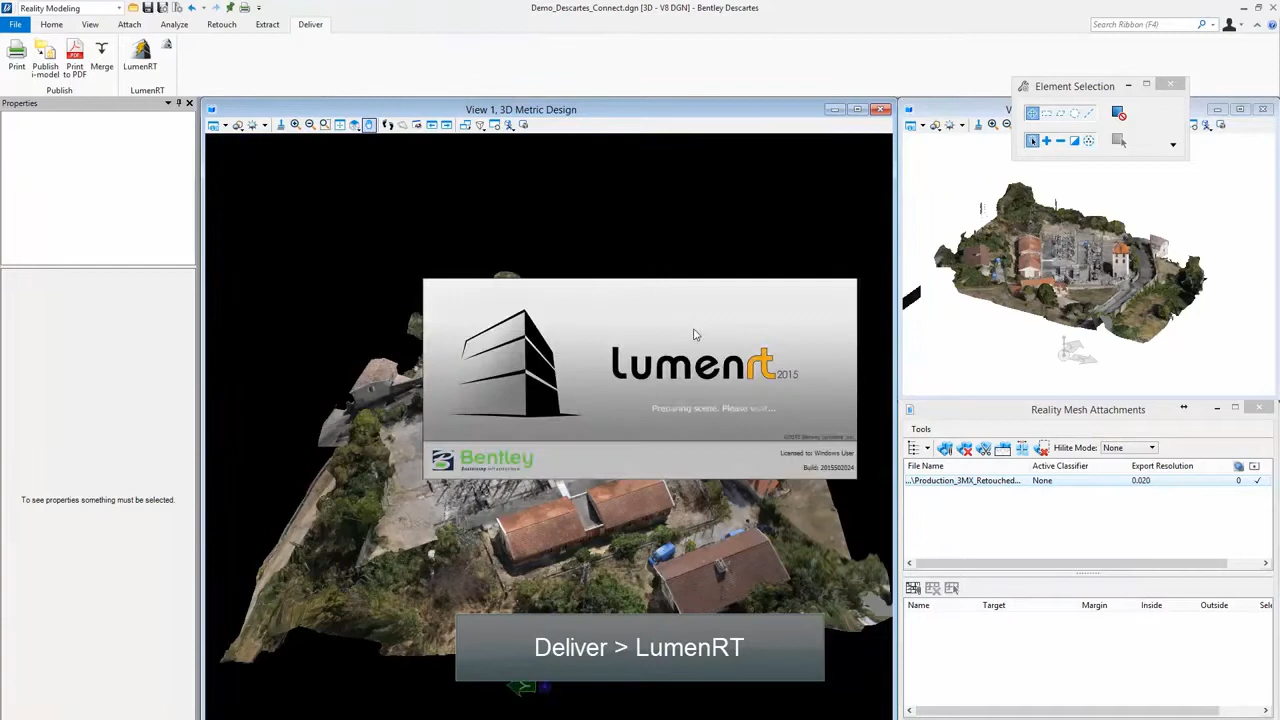 Reality Modeling
Demo_Descartes_Connect.dgn [3D - V8 DGN] - Bentley Descartes
File Home View Attach Analyze Retouch Extract Deliver
Search Ribbon (F4)
Print
Publish i-model
Print to PDF
Merge
LumenRT
Publish
LumenRT
Properties
To see properties something must be selected.
View 1, 3D Metric Design
V
Element Selection
Lumenrt 2015
Preparing scene. Please wait...
Bentley
Licensed to: Windows User
Build: 2015502024
Deliver > LumenRT
Reality Mesh Attachments
Tools
Hilite Mode: None
File Name Active Classifier Export Resolution
..\Production_3MX_Retouched... None 0.020 0
Name Target Margin Inside Outside Sele